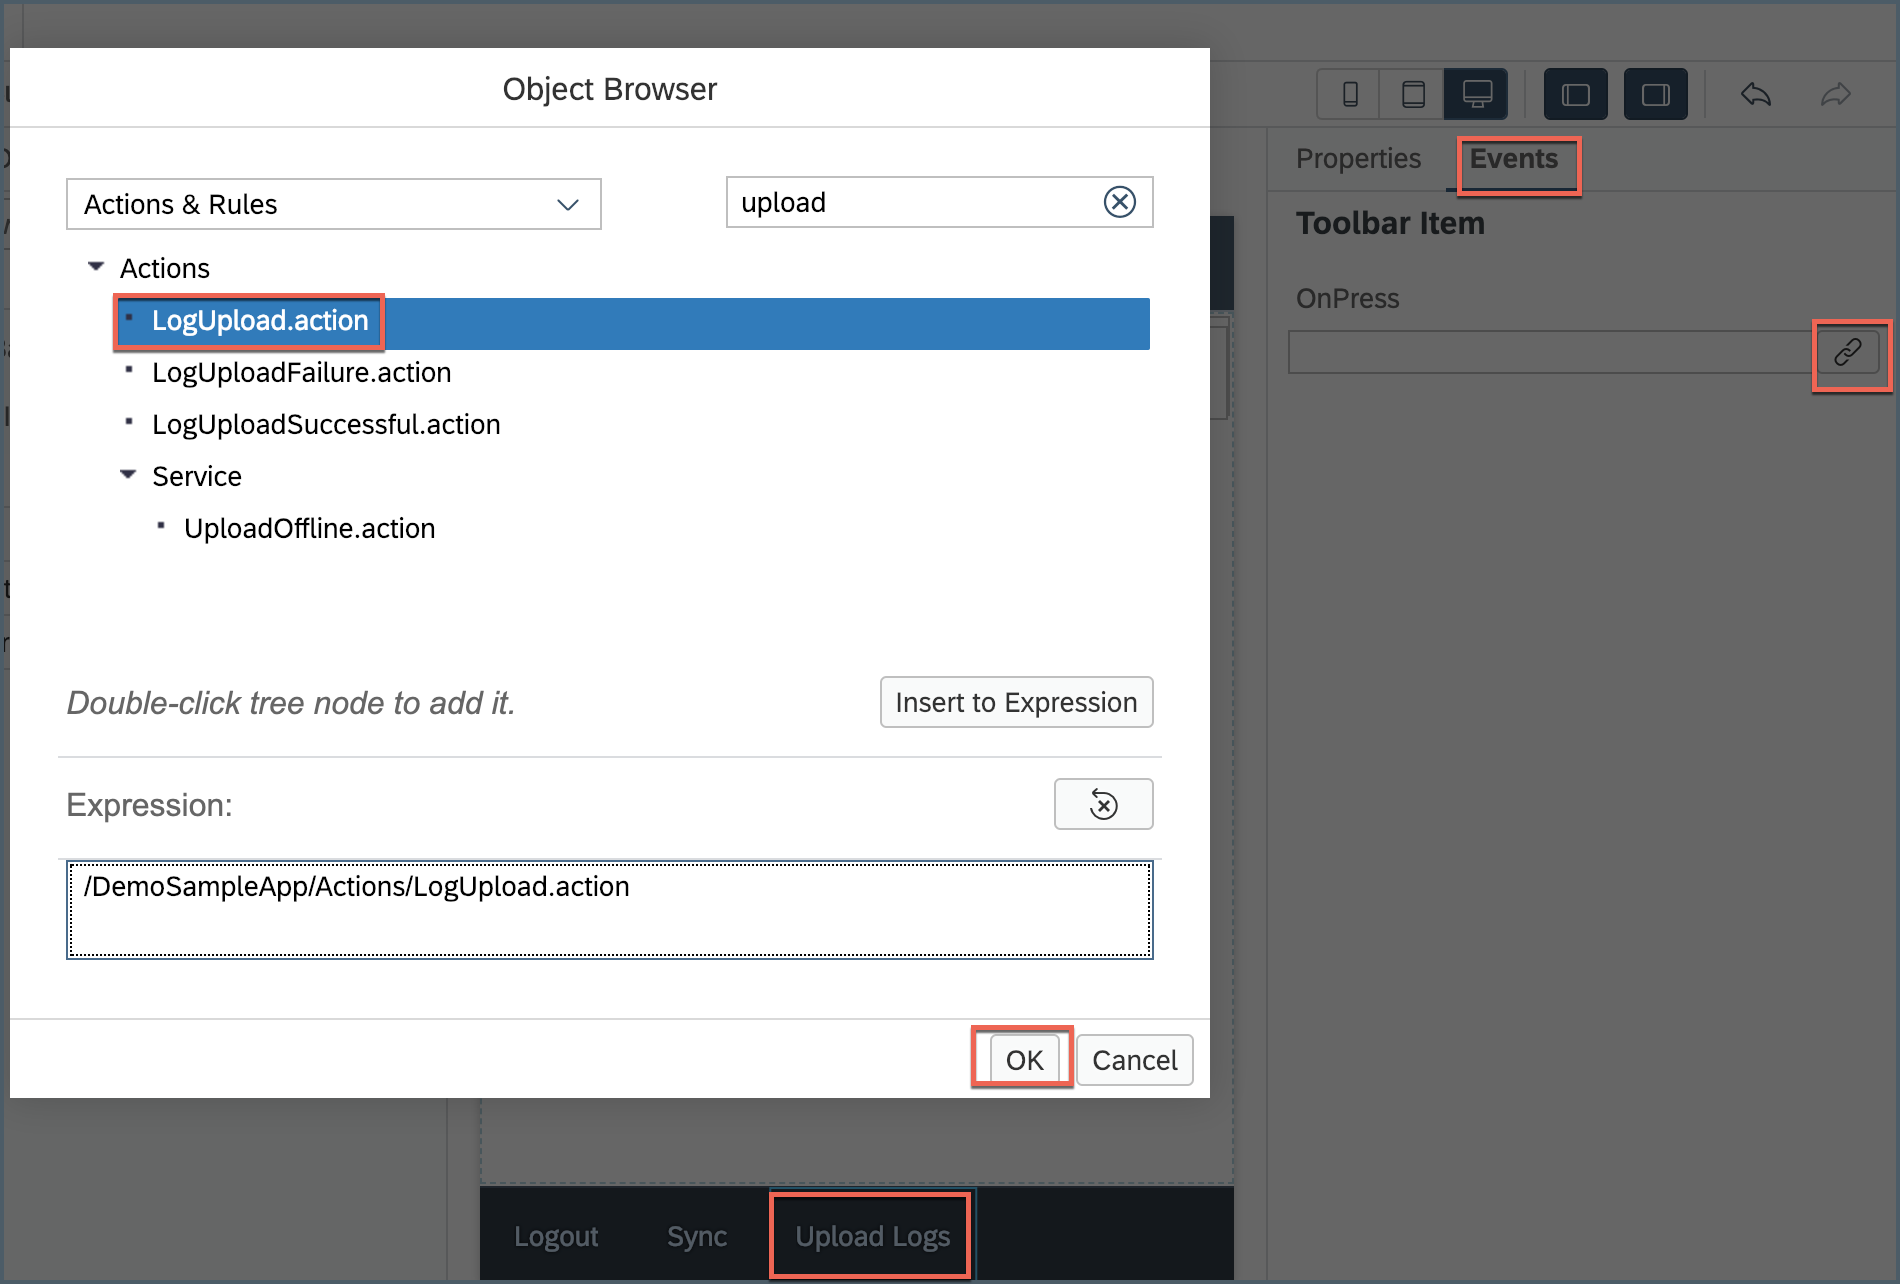 Object Browser
Properties
Events
Actions & Rules
upload
Toolbar Item
Actions
OnPress
LogUpload.action
LogUploadFailure.action
LogUploadSuccessful.action
Service
UploadOffline.action
Double-click tree node to add it.
Insert to Expression
Expression:
/DemoSampleApp/Actions/LogUpload.action
OK
Cancel
Logout
Sync
Upload Logs